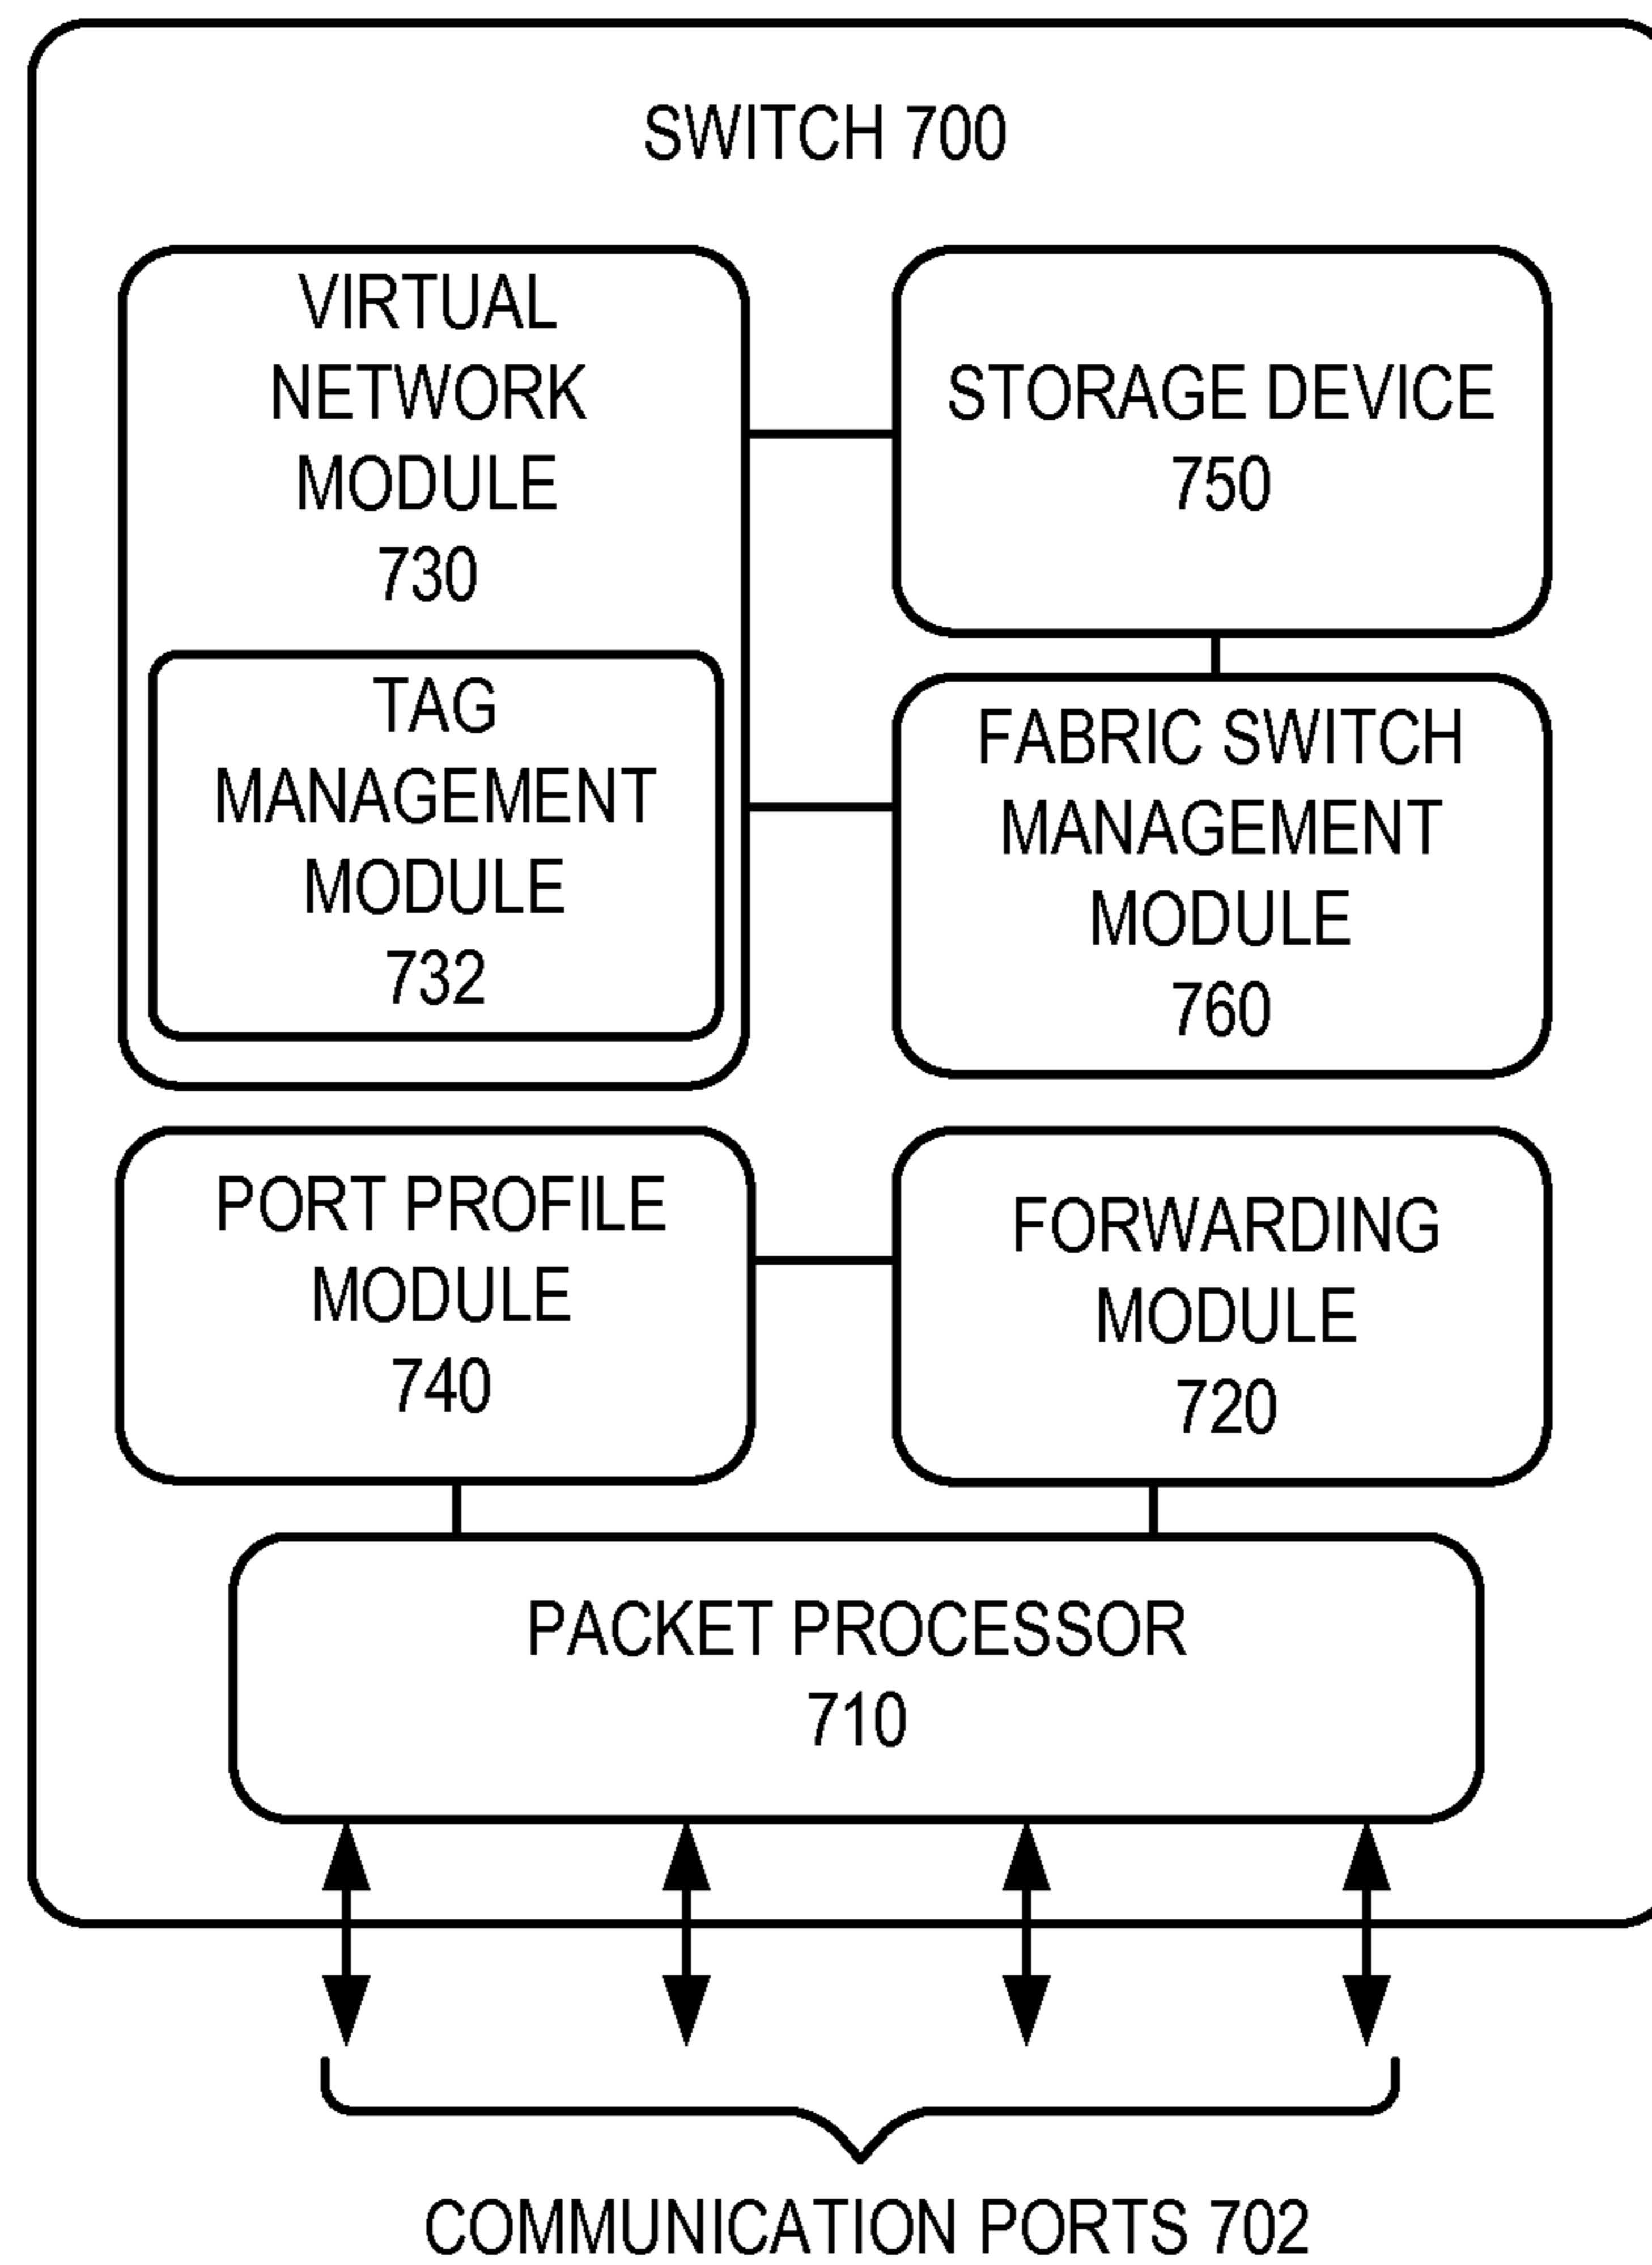 SWITCH 700
VIRTUAL
NETWORK
MODULE
730
TAG
MANAGEMENT
MODULE
732
STORAGE DEVICE
750
FABRIC SWITCH
MANAGEMENT
MODULE
760
PORT PROFILE
MODULE
740
FORWARDING
MODULE
720
PACKET PROCESSOR
710
COMMUNICATION PORTS 702